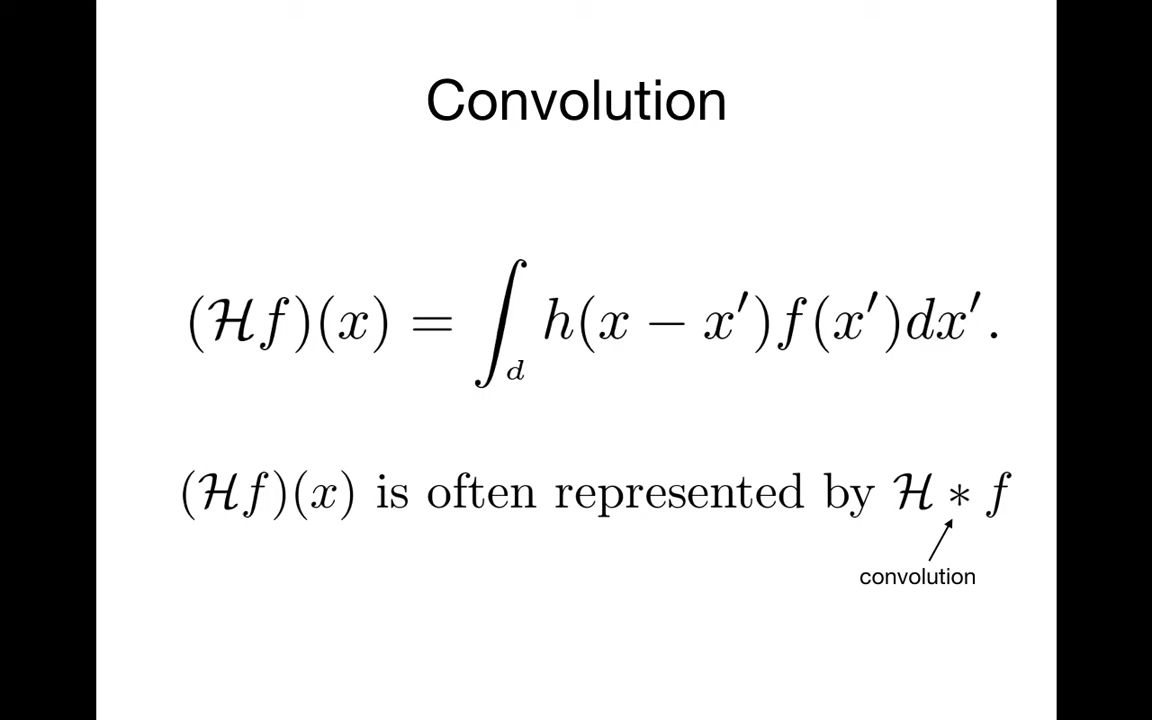 Convolution
(ℋf)(x) = ∫_d h(x − x′)f(x′)dx′.
(ℋf)(x) is often represented by ℋ ∗ f
convolution